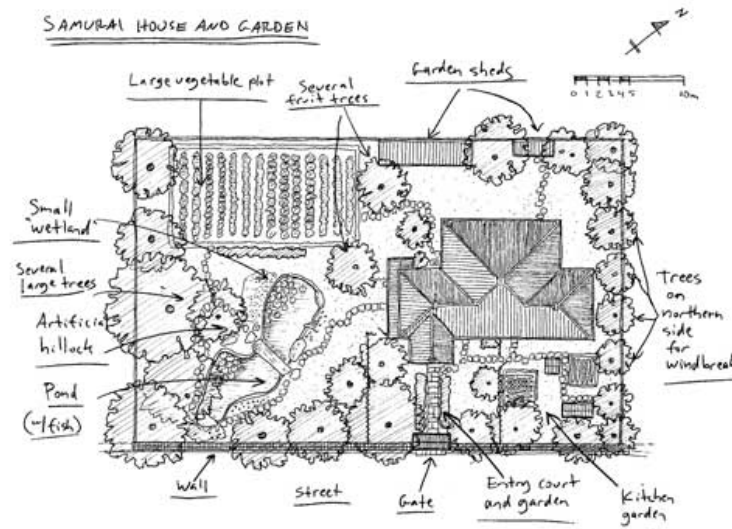 SAMURAI HOUSE AND GARDEN
N
0 1 2 3 4 5 10m
Large vegetable plot
Several
fruit trees
Garden sheds
Small
"wetland"
Several
large trees
Artificial
hillock
Pond
(w/fish)
Trees
on
northern
side
for
windbreak
Wall
Street
Gate
Entry court
and garden
Kitchen
garden